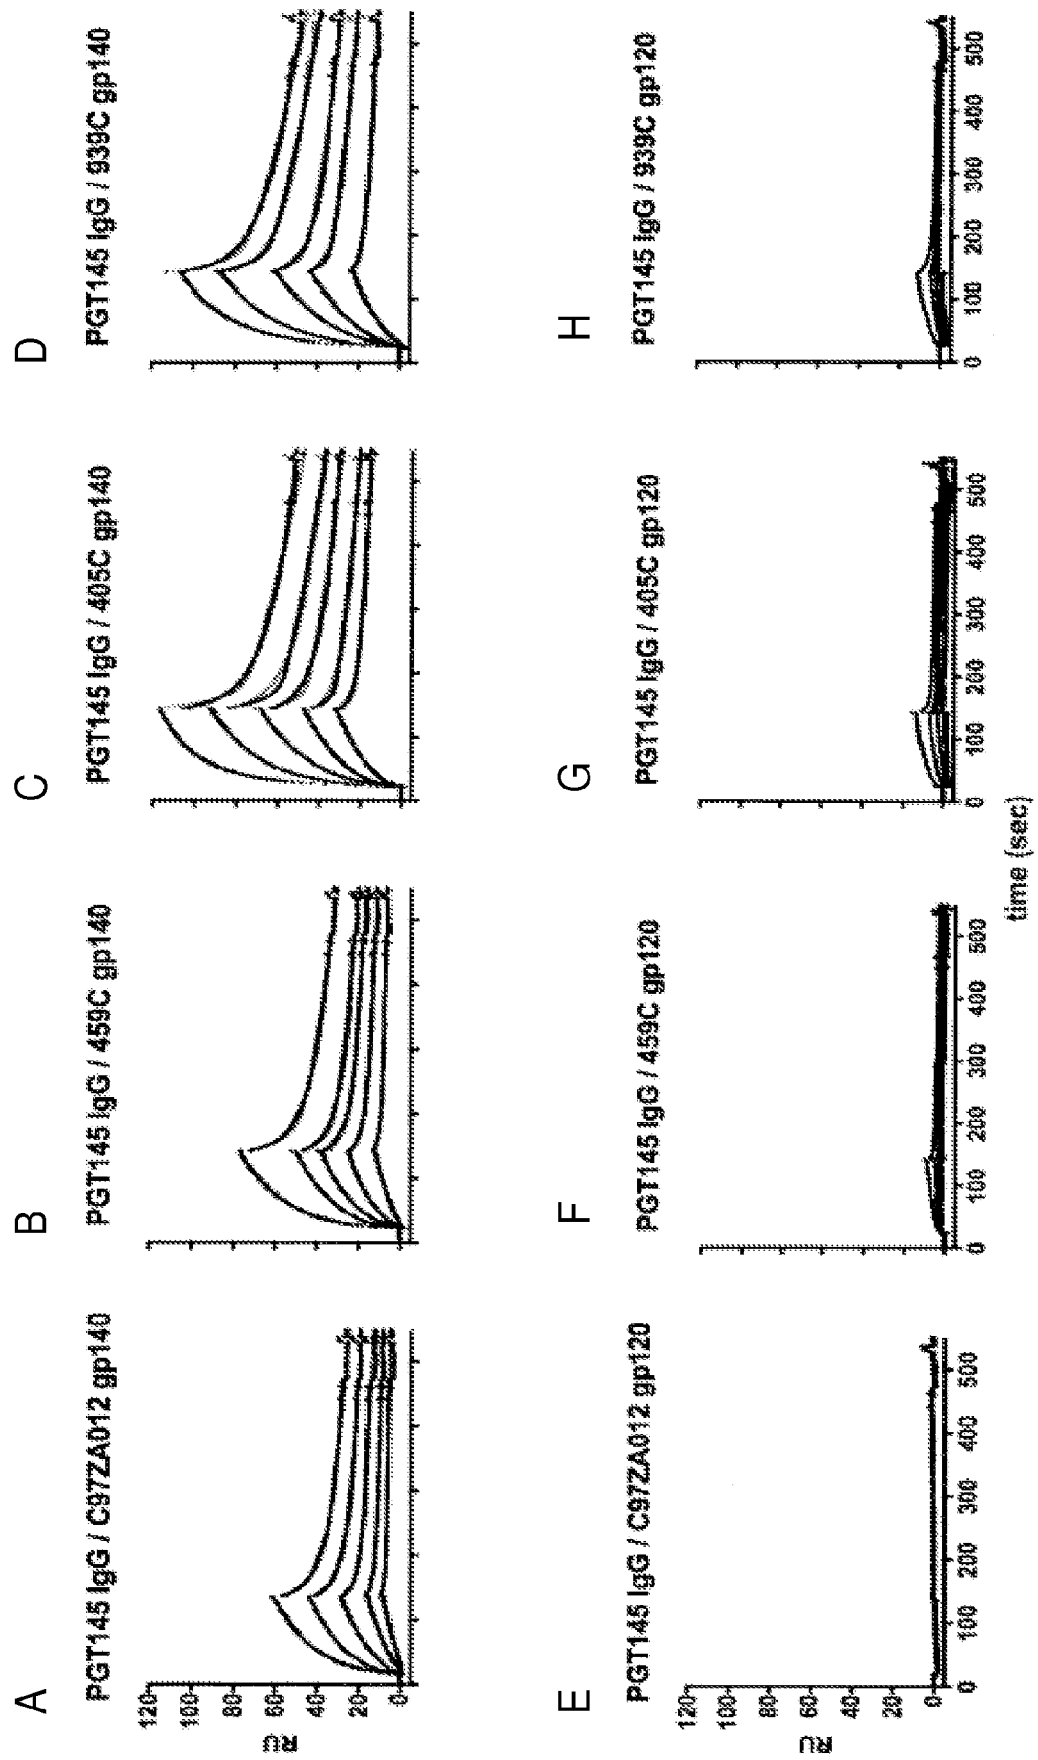 A
B
C
D
PGT145 IgG / C97ZA012 gp140
PGT145 IgG / 459C gp140
PGT145 IgG / 405C gp140
PGT145 IgG / 939C gp140
120
100
80
60
40
20
0
RU
E
F
G
H
PGT145 IgG / C97ZA012 gp120
PGT145 IgG / 459C gp120
PGT145 IgG / 405C gp120
PGT145 IgG / 939C gp120
120
100
80
60
40
20
0
RU
0 100 200 300 400 500
0 100 200 300 400 500
0 100 200 300 400 500
0 100 200 300 400 500
time (sec)